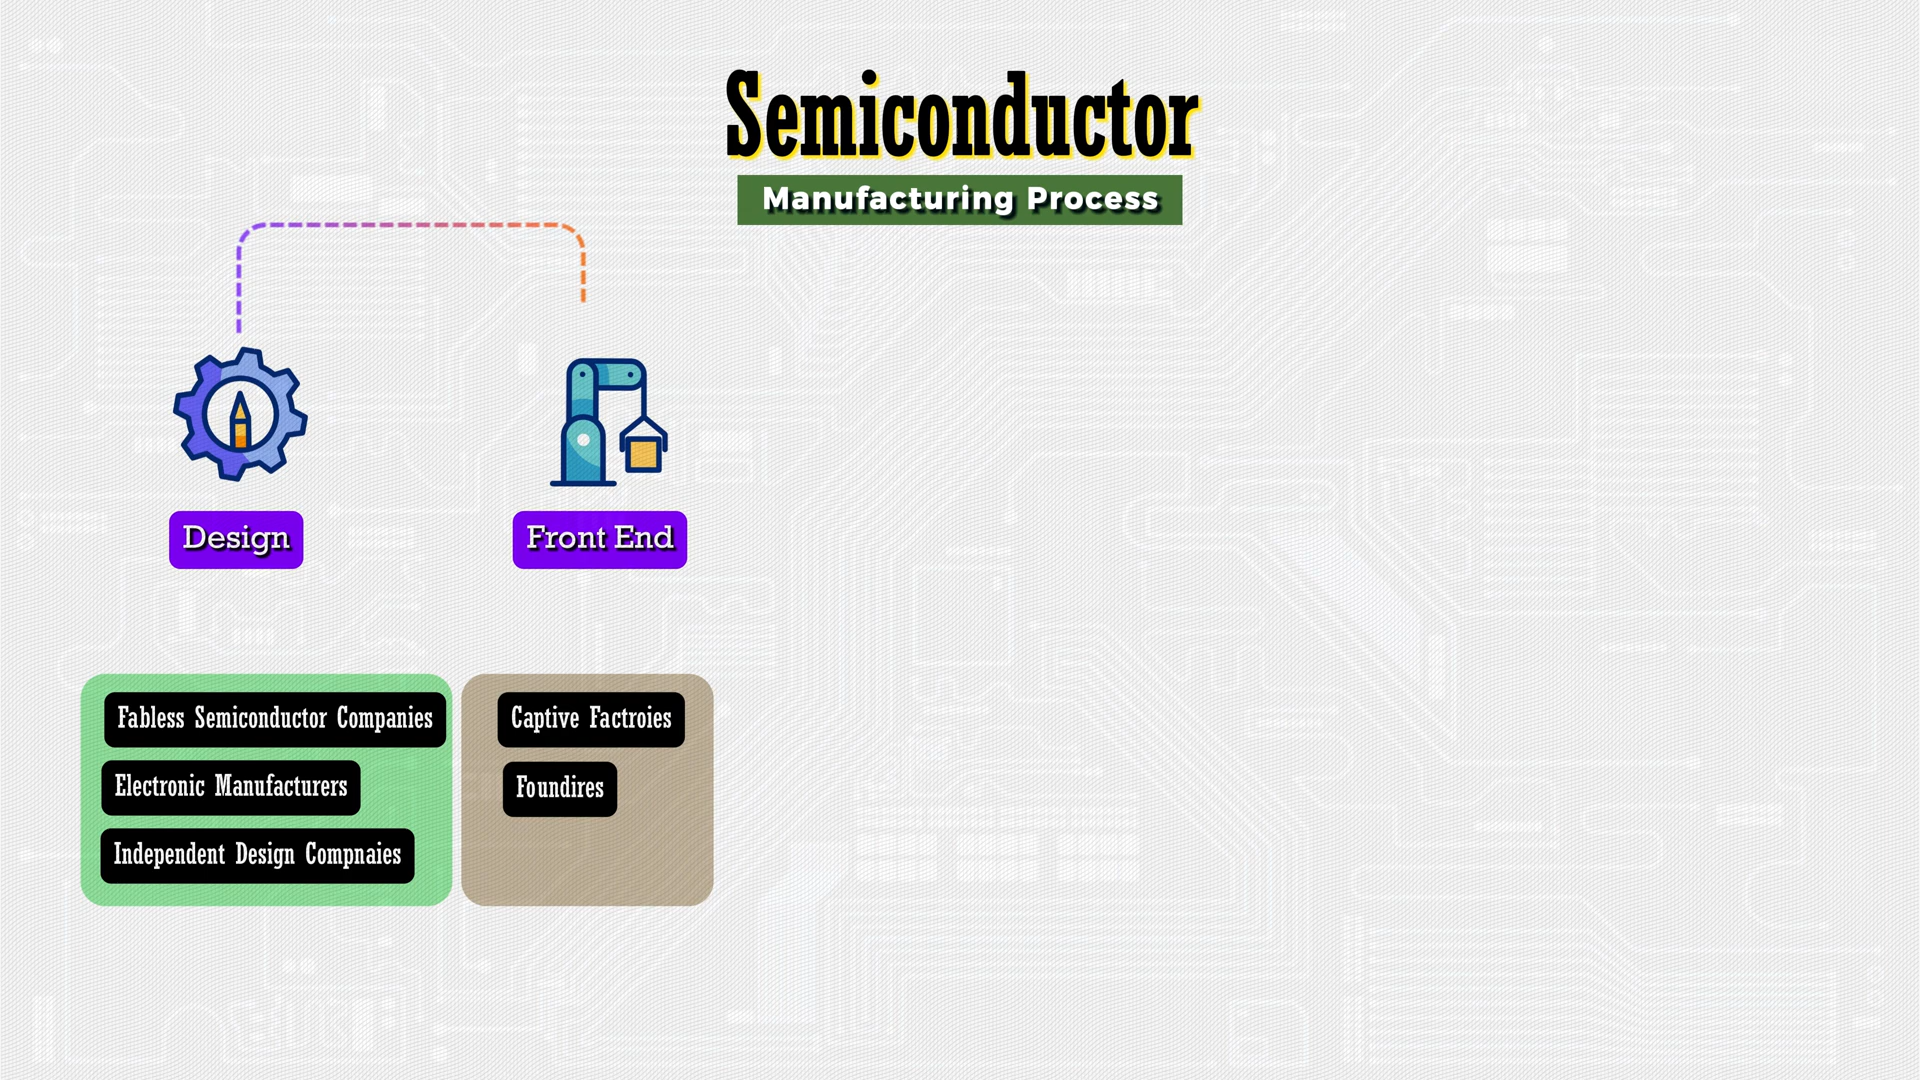 Semiconductor
Manufacturing Process
Design
Front End
Fabless Semiconductor Companies
Electronic Manufacturers
Independent Design Compnaies
Captive Factroies
Foundires